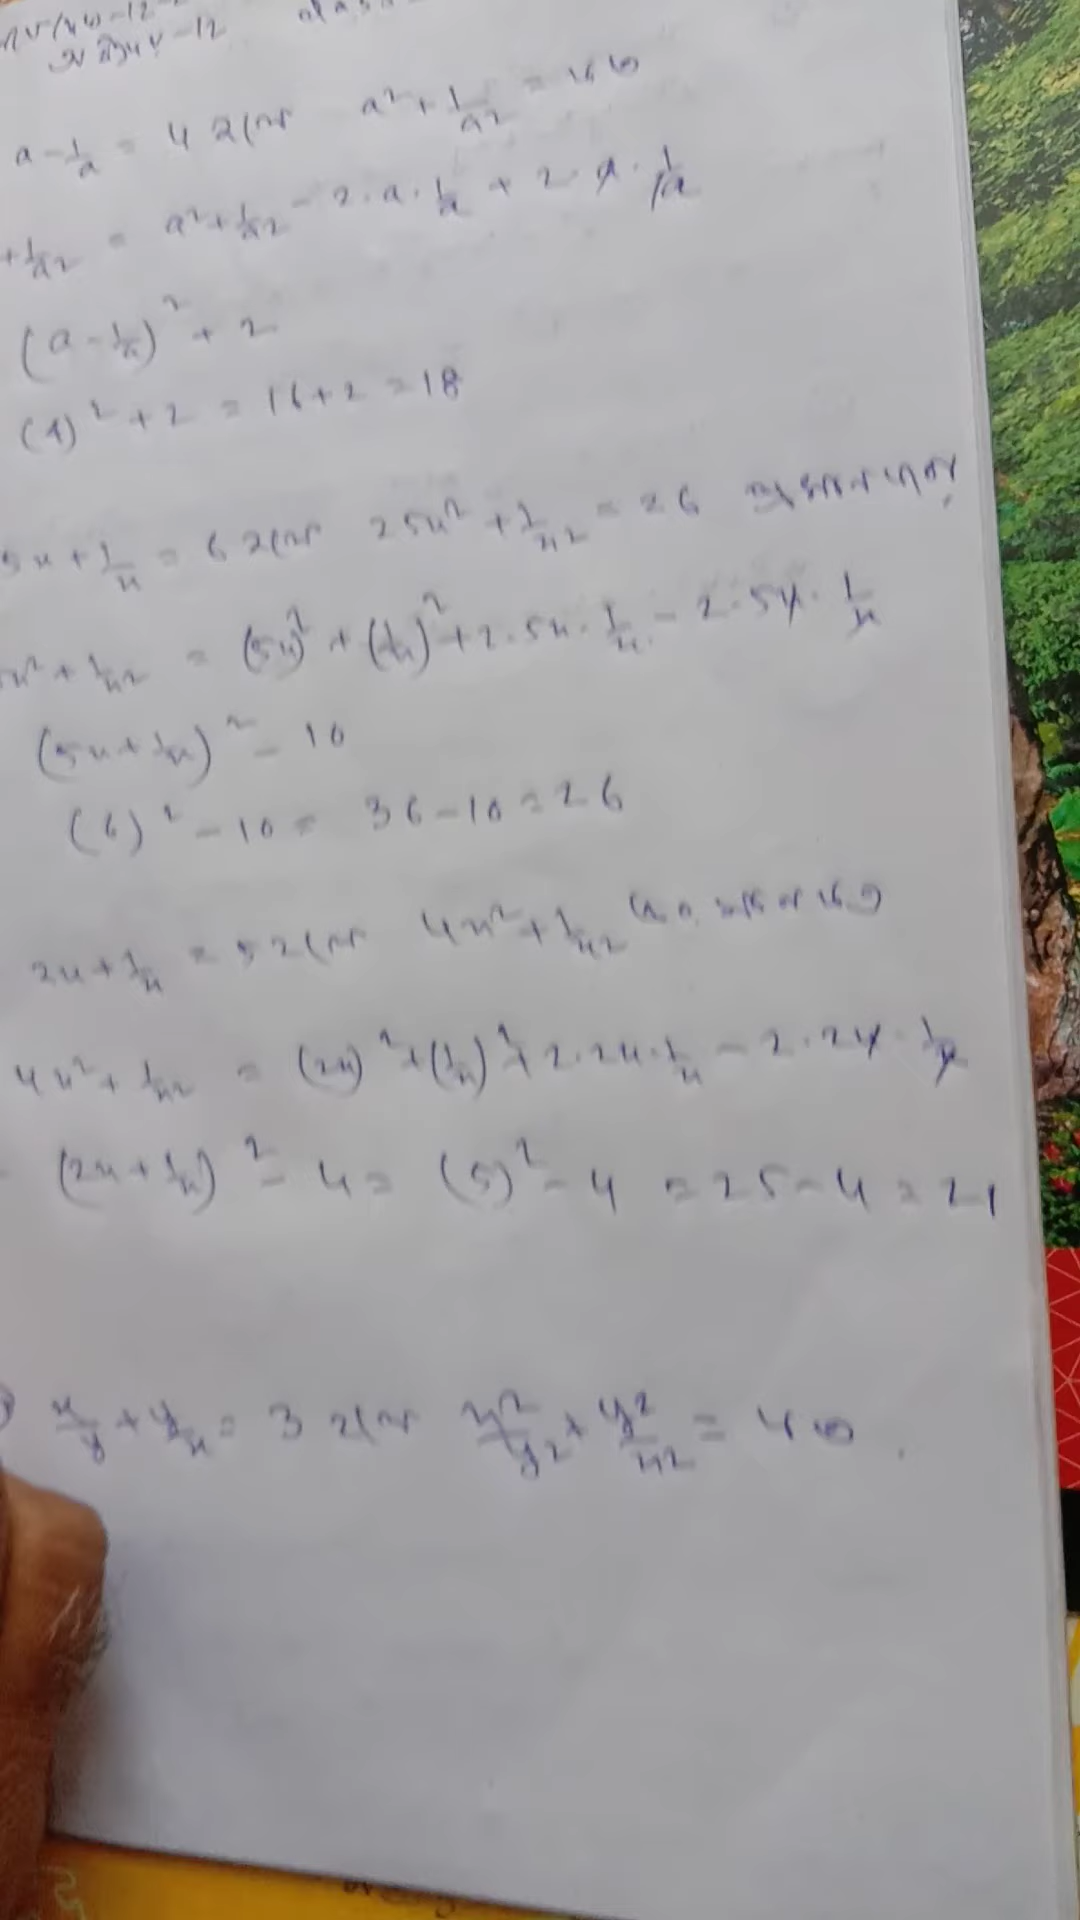 a - 1/a = 4 হলে a² + 1/a² = কত
+ 1/a² = a² + 1/a² - 2·a·1/a + 2·a·1/a
(a - 1/a)² + 2
(4)² + 2 = 16 + 2 = 18
5x + 1/x = 6 হলে 25x² + 1/x² = 26
x² + 1/x² = (5x)² + (1/x)² + 2·5x·1/x - 2·5x·1/x
(5x + 1/x)² - 10
(6)² - 10 = 36 - 10 = 26
2x + 1/x = 5 হলে 4x² + 1/x²
4x² + 1/x² = (2x)² + (1/x)² + 2·2x·1/x - 2·2x·1/x
(2x + 1/x)² - 4 = (5)² - 4 = 25 - 4 = 21
x/y + y/x = 3 হলে x²/y² + y²/x² = কত